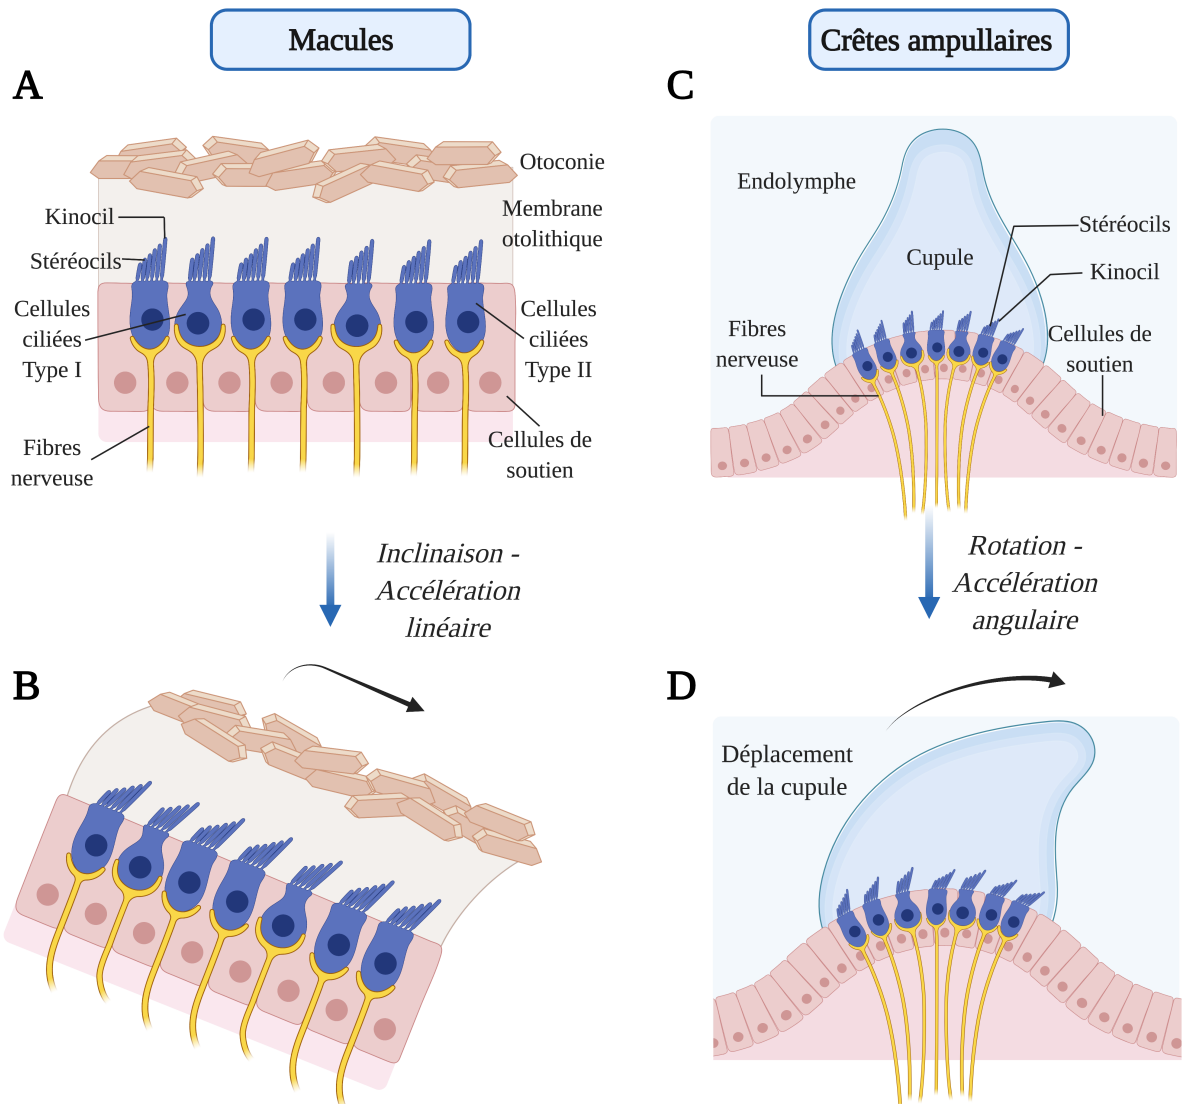 Macules
Crêtes ampullaires
A
Otoconie
Membrane
otolithique
Kinocil
Stéréocils
Cellules
ciliées
Type I
Cellules
ciliées
Type II
Fibres
nerveuse
Cellules de
soutien
Inclinaison -
Accélération
linéaire
B
C
Endolymphe
Cupule
Stéréocils
Kinocil
Fibres
nerveuse
Cellules de
soutien
Rotation -
Accélération
angulaire
D
Déplacement
de la cupule